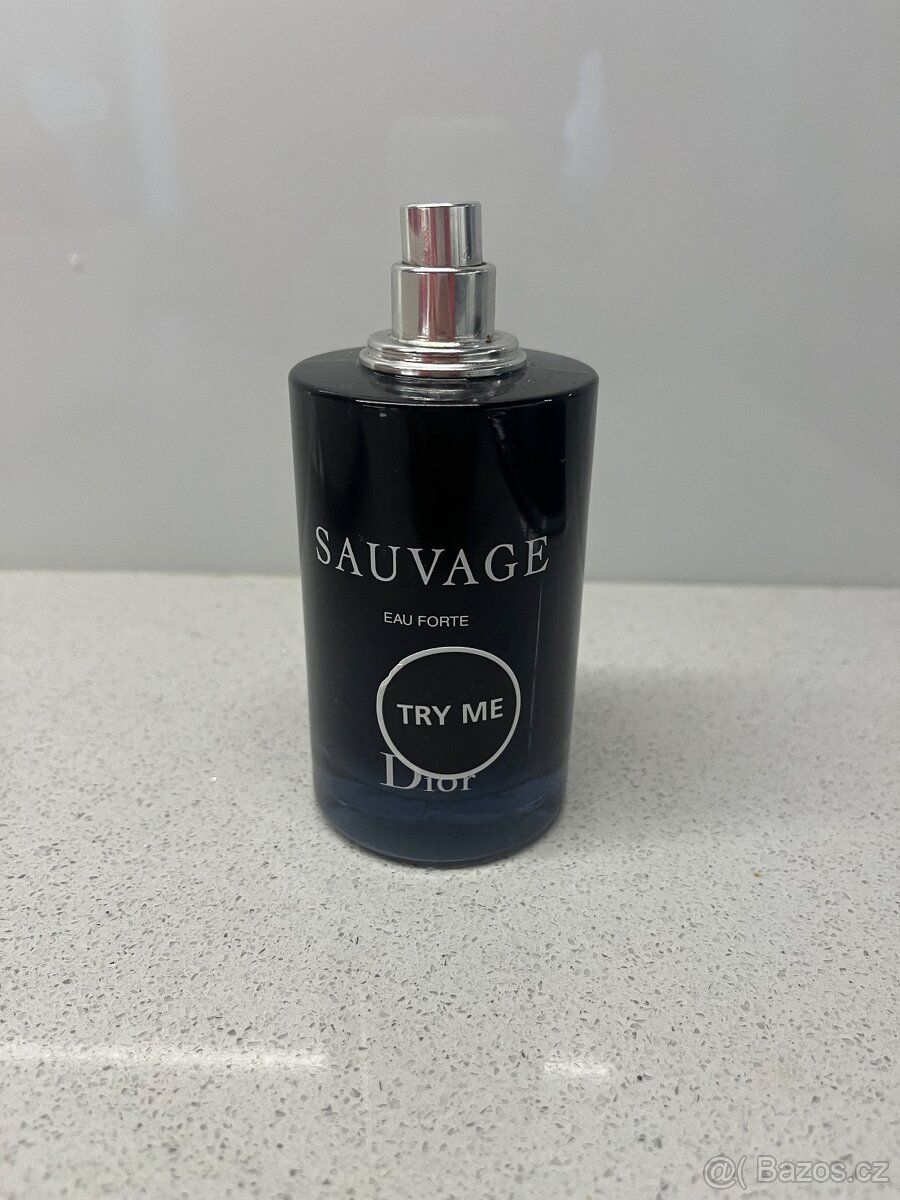 SAUVAGE
EAU FORTE
TRY ME
Dior
@( Bazos.cz